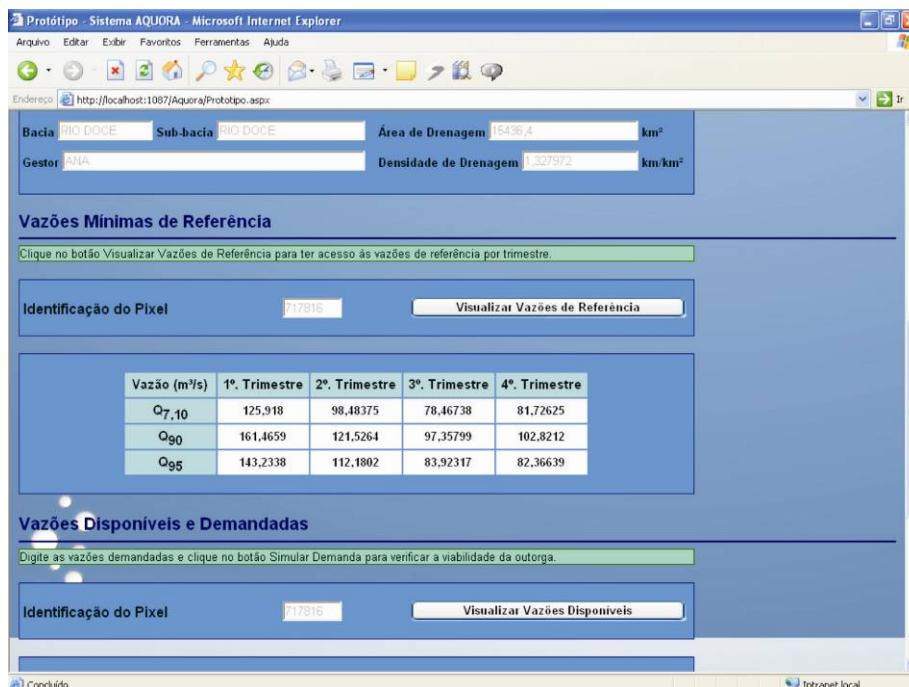 Protótipo - Sistema AQUORA - Microsoft Internet Explorer
Arquivo Editar Exibir Favoritos Ferramentas Ajuda
Endereço http://localhost:1087/Aquora/Prototipo.aspx Ir
Bacia RIO DOCE Sub-bacia RIO DOCE Área de Drenagem 15436,4 km²
Gestor ANA Densidade de Drenagem 1,327972 km/km²
Vazões Mínimas de Referência
Clique no botão Visualizar Vazões de Referência para ter acesso às vazões de referência por trimestre.
Identificação do Pixel 717816 Visualizar Vazões de Referência
Vazão (m³/s) 1º. Trimestre 2º. Trimestre 3º. Trimestre 4º. Trimestre
Q7,10 125,918 98,48375 78,46738 81,72625
Q90 161,4659 121,5264 97,35799 102,8212
Q95 143,2338 112,1802 83,92317 82,36639
Vazões Disponíveis e Demandadas
Digite as vazões demandadas e clique no botão Simular Demanda para verificar a viabilidade da outorga.
Identificação do Pixel 717816 Visualizar Vazões Disponíveis
Concluído Intranet local